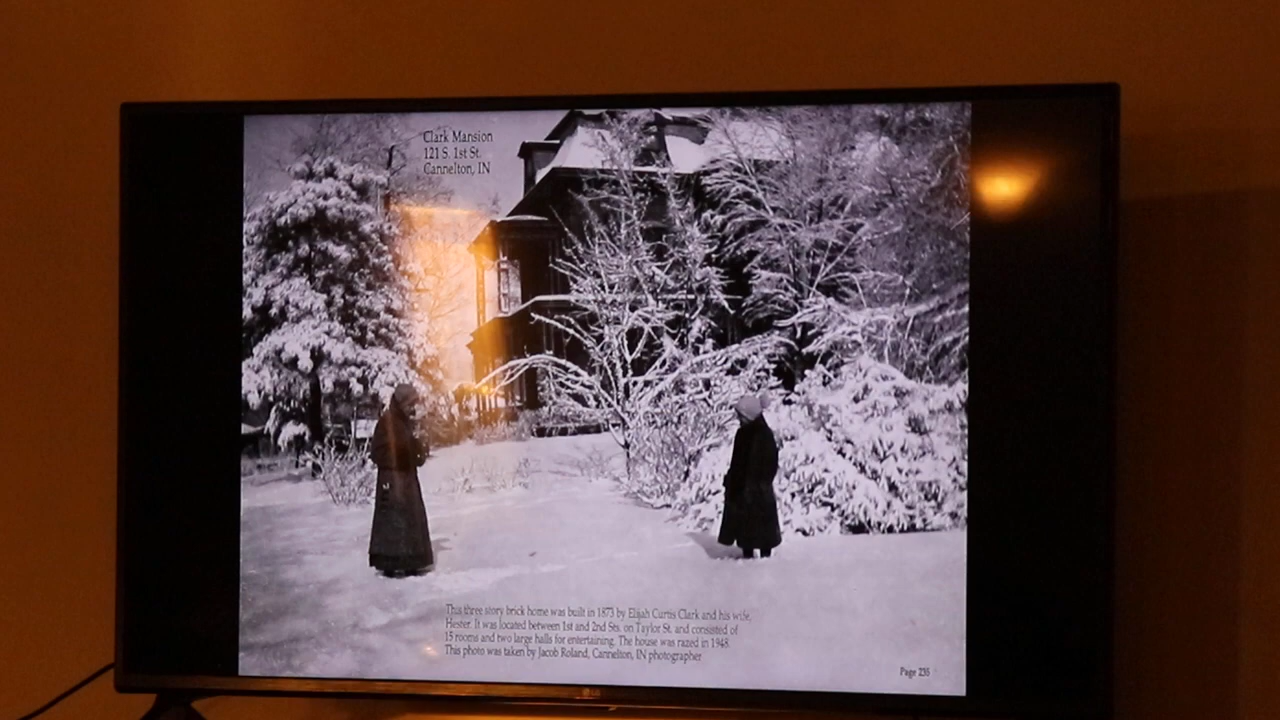 Clark Mansion
121 S. 1st St.
Cannelton, IN
This three story brick home was built in 1873 by Elijah Curtis Clark and his wife,
Hester. It was located between 1st and 2nd Sts. on Taylor St. and consisted of
15 rooms and two large halls for entertaining. The house was razed in 1948.
This photo was taken by Jacob Roland, Cannelton, IN photographer
Page 235
LG